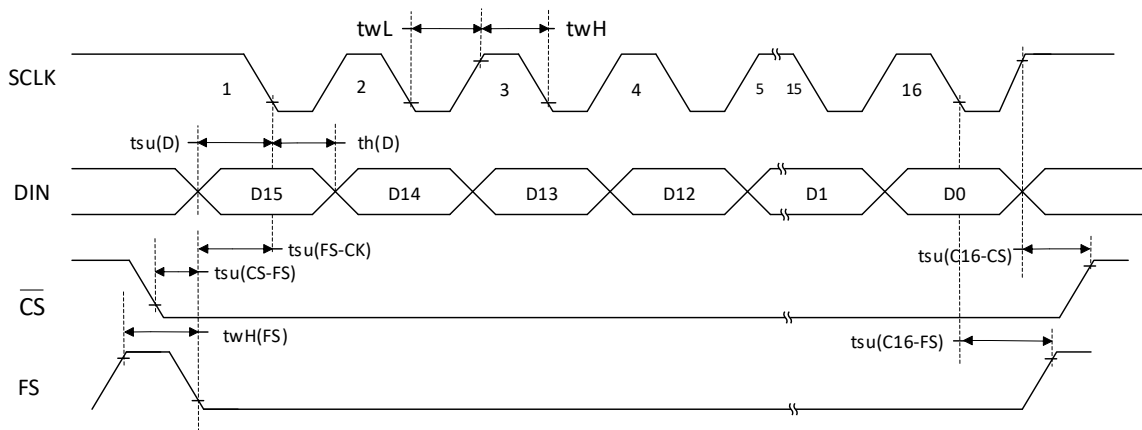 twL twH
SCLK 1 2 3 4 5 15 16
tsu(D) th(D)
DIN D15 D14 D13 D12 D1 D0
tsu(FS-CK)
tsu(C16-CS)
tsu(CS-FS)
CS
twH(FS)
tsu(C16-FS)
FS